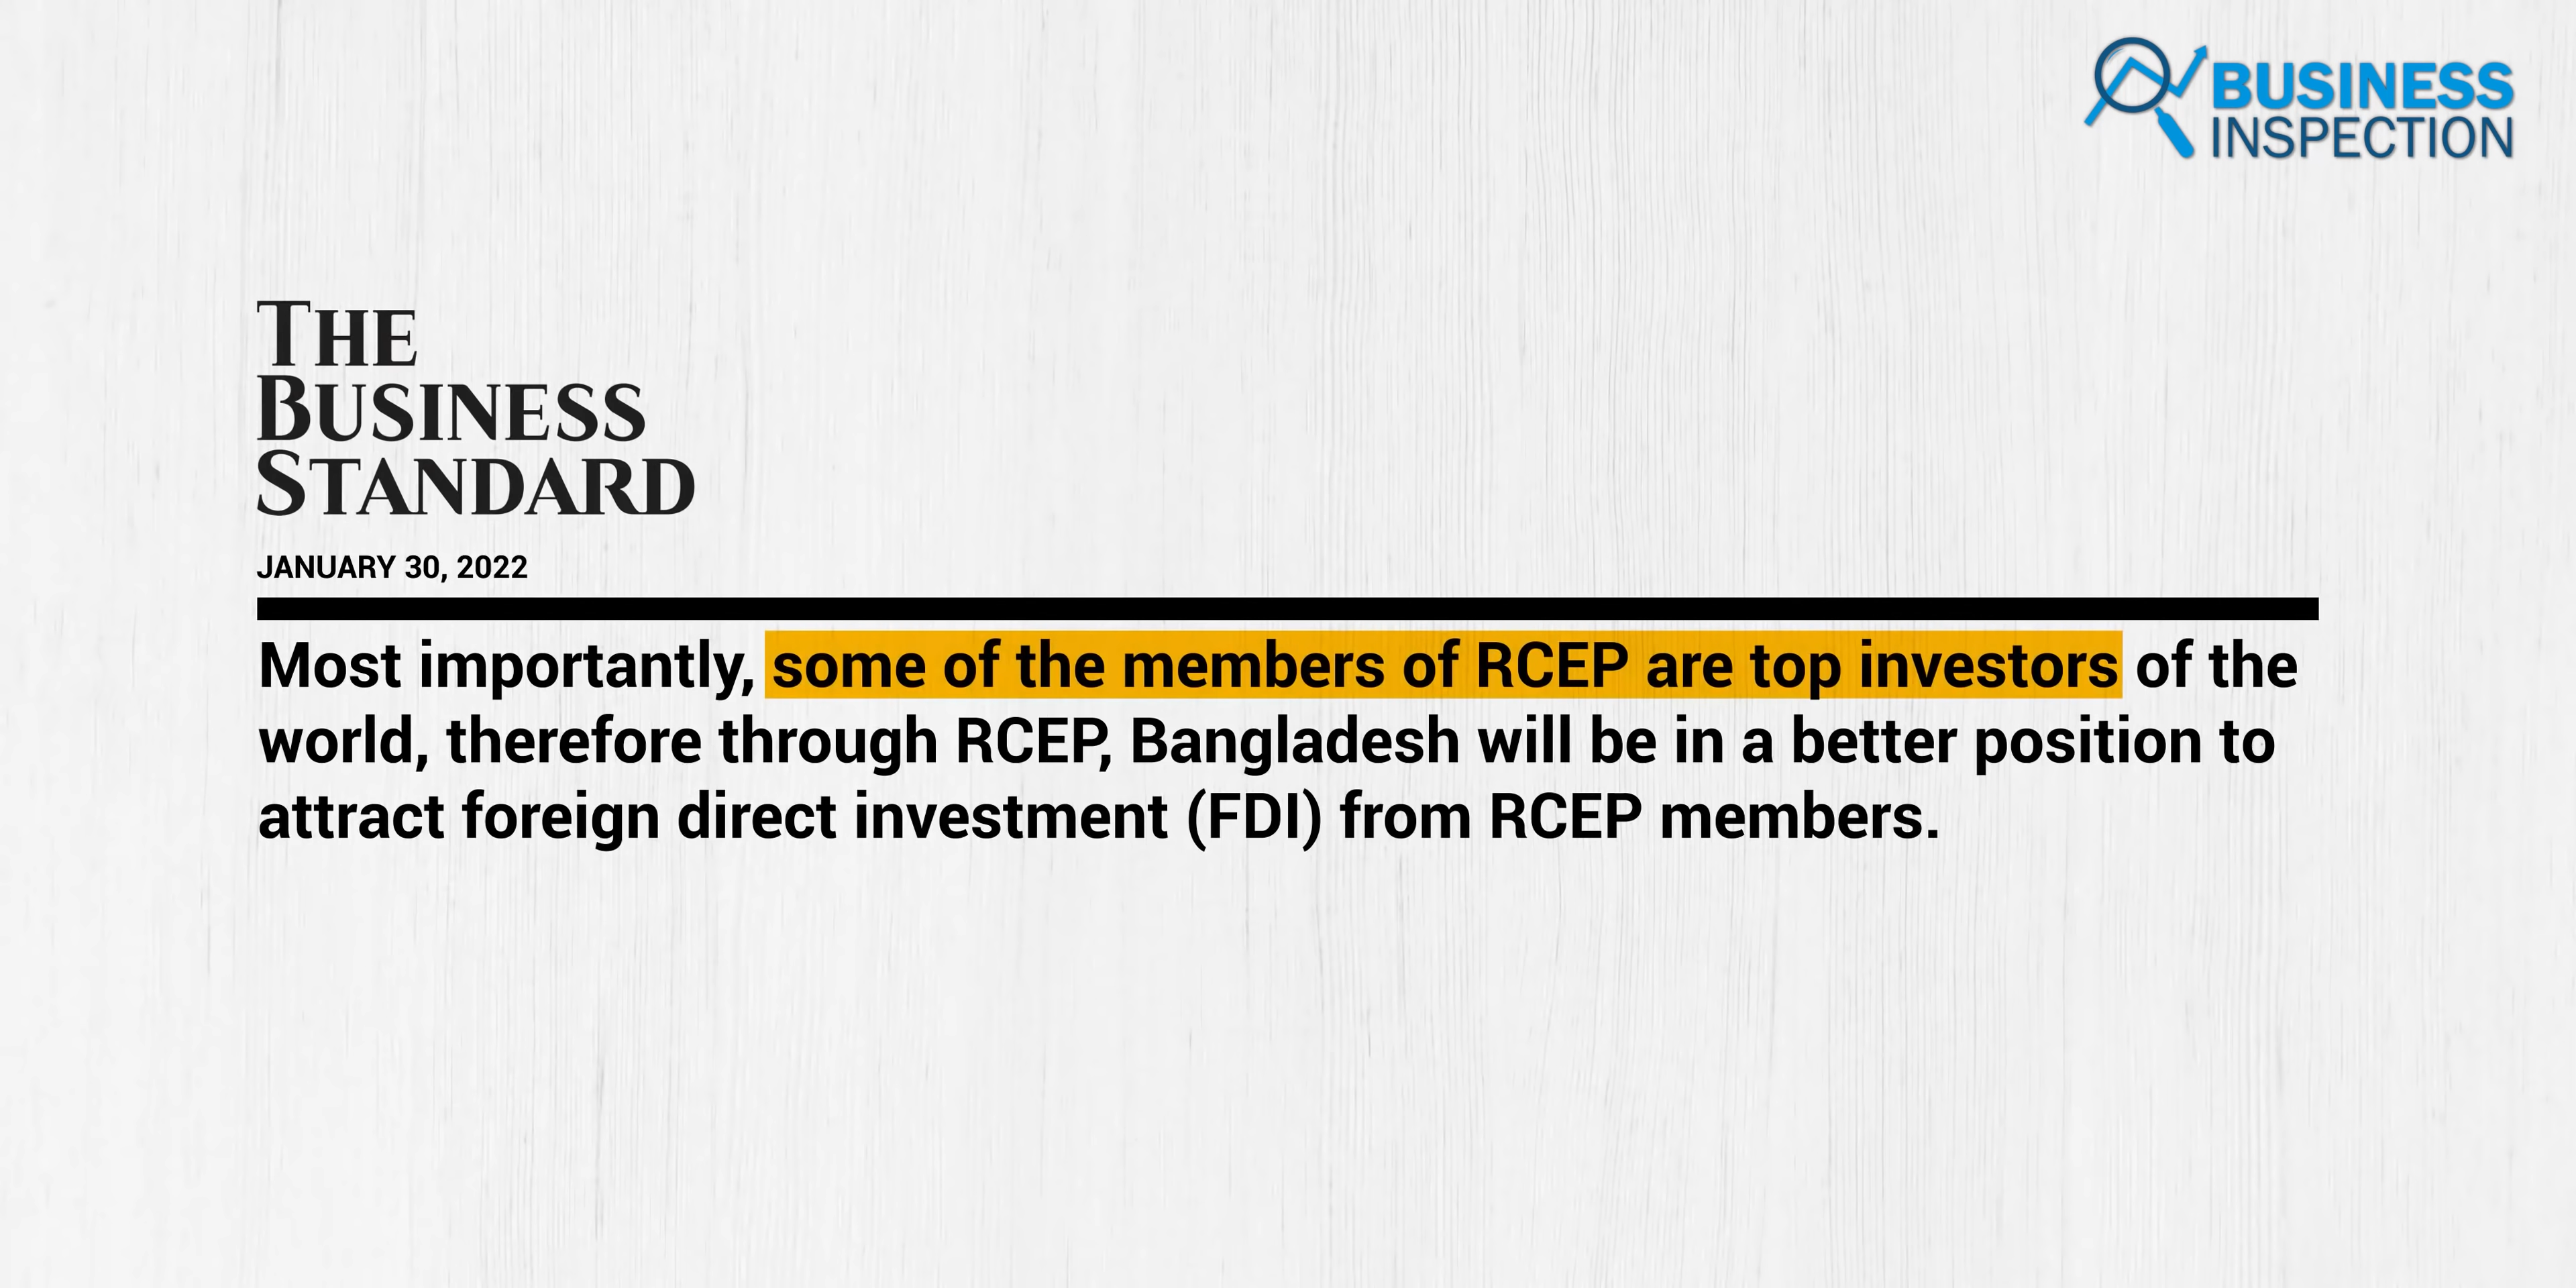 BUSINESS
INSPECTION
THE
BUSINESS
STANDARD
JANUARY 30, 2022
Most importantly, some of the members of RCEP are top investors of the
world, therefore through RCEP, Bangladesh will be in a better position to
attract foreign direct investment (FDI) from RCEP members.